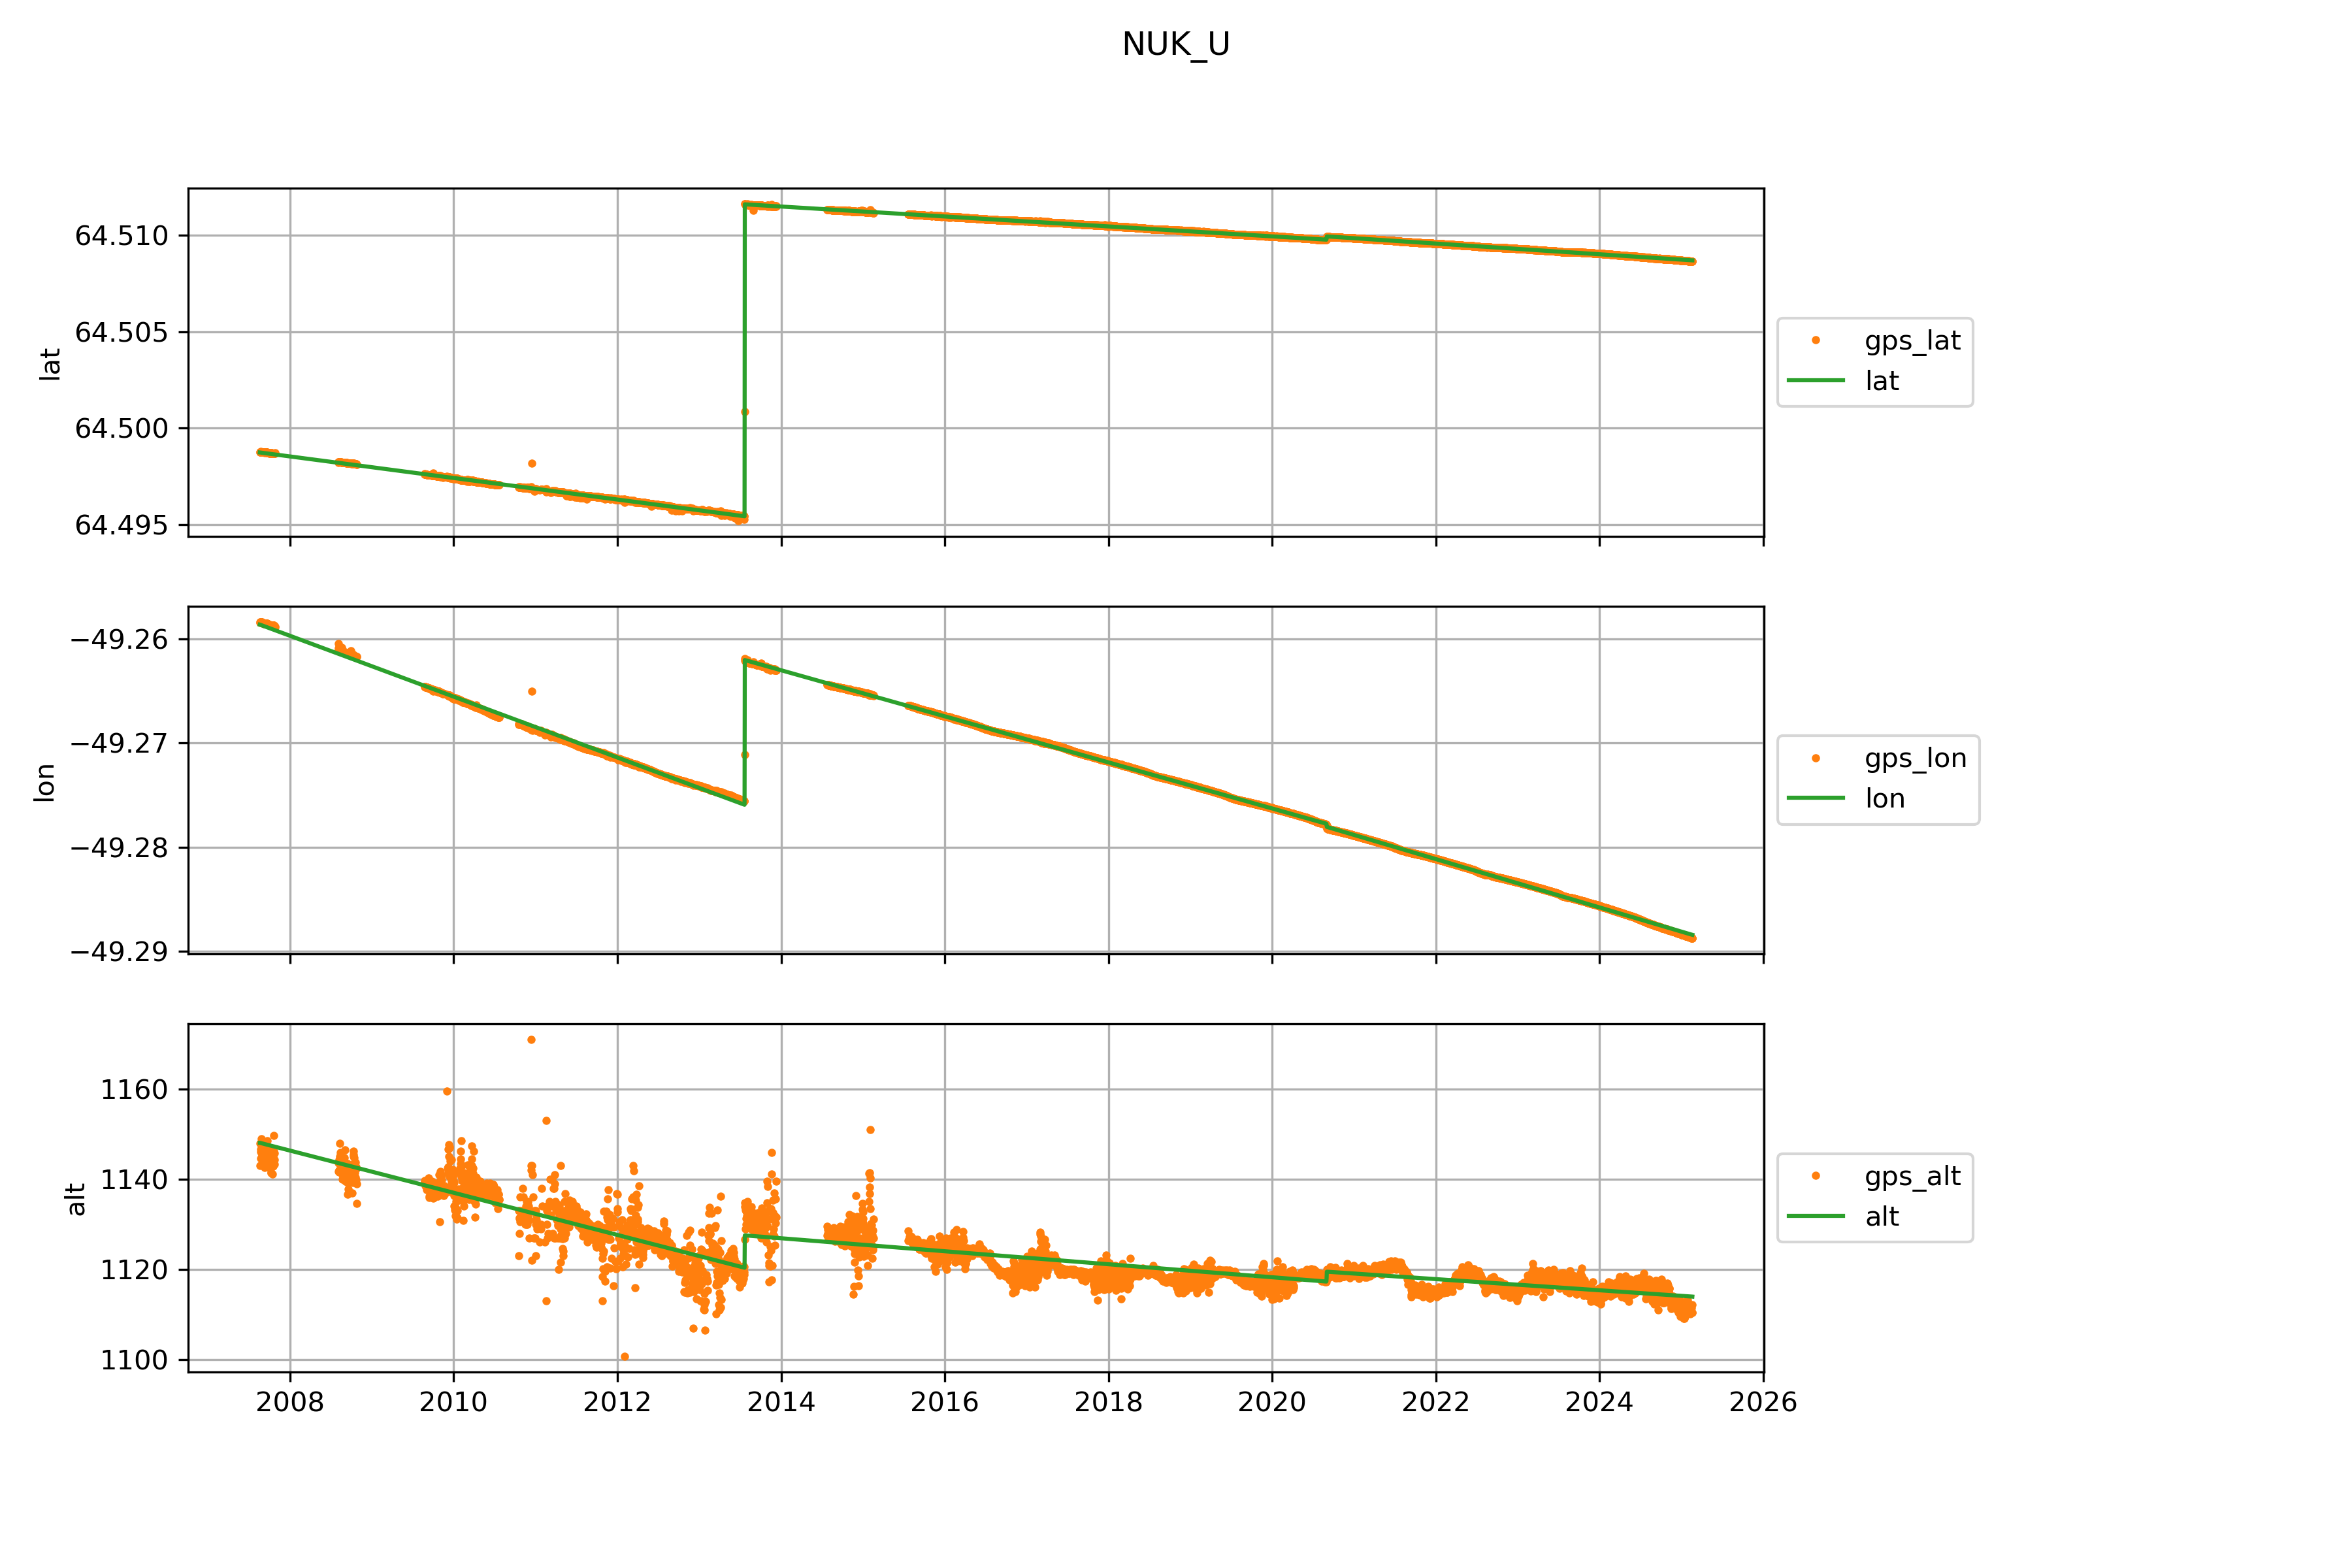 NUK_U
64.510
64.505
64.500
64.495
lat
gps_lat
lat
−49.26
−49.27
−49.28
−49.29
lon
gps_lon
lon
1160
1140
1120
1100
alt
gps_alt
alt
2008 2010 2012 2014 2016 2018 2020 2022 2024 2026